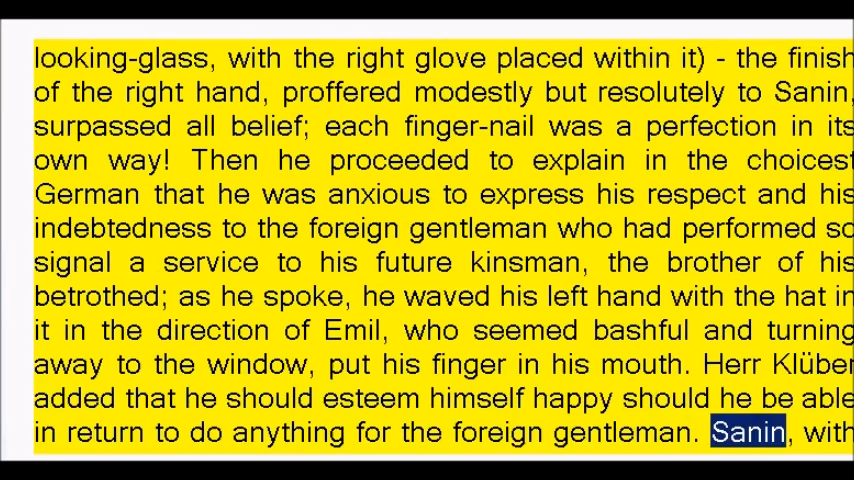 looking-glass, with the right glove placed within it) - the finish
of the right hand, proffered modestly but resolutely to Sanin,
surpassed all belief; each finger-nail was a perfection in its
own way! Then he proceeded to explain in the choicest
German that he was anxious to express his respect and his
indebtedness to the foreign gentleman who had performed so
signal a service to his future kinsman, the brother of his
betrothed; as he spoke, he waved his left hand with the hat in
it in the direction of Emil, who seemed bashful and turning
away to the window, put his finger in his mouth. Herr Klüber
added that he should esteem himself happy should he be able
in return to do anything for the foreign gentleman. Sanin, with